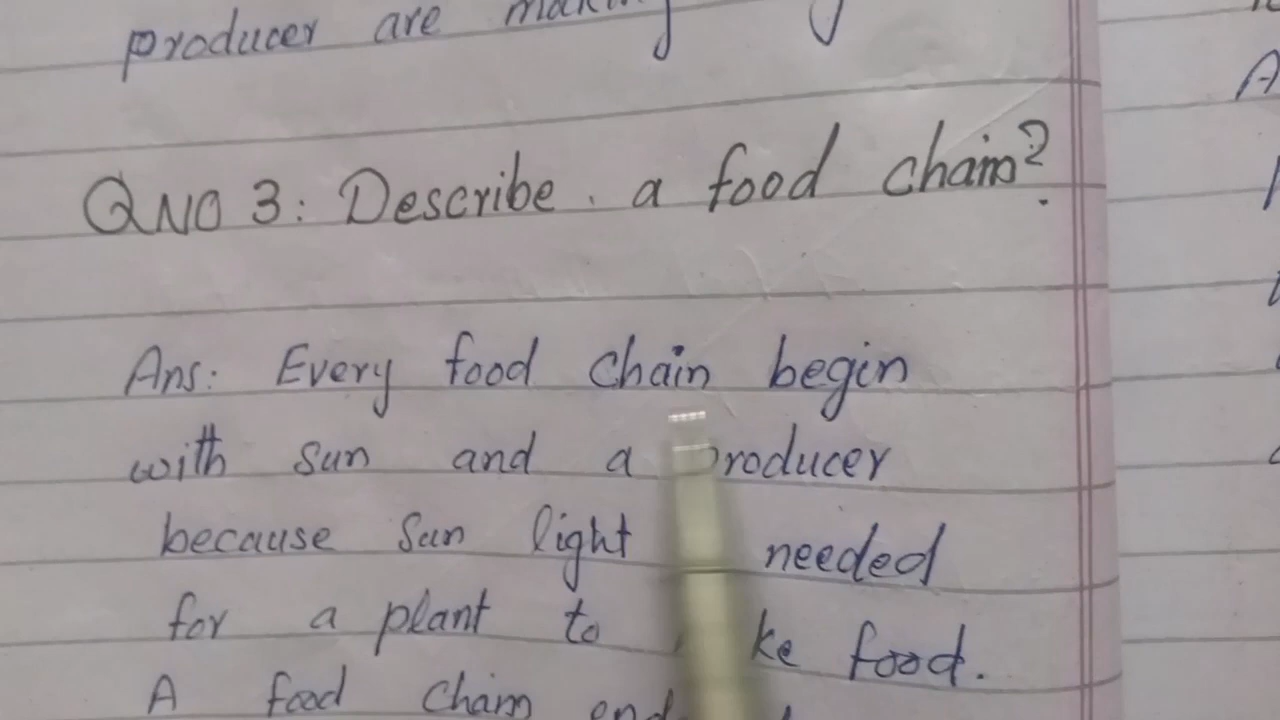 producer are
QNO 3: Describe a food chain?
Ans: Every food chain begin
with sun and a producer
because sun light needed
for a plant to ke food.
A food chain